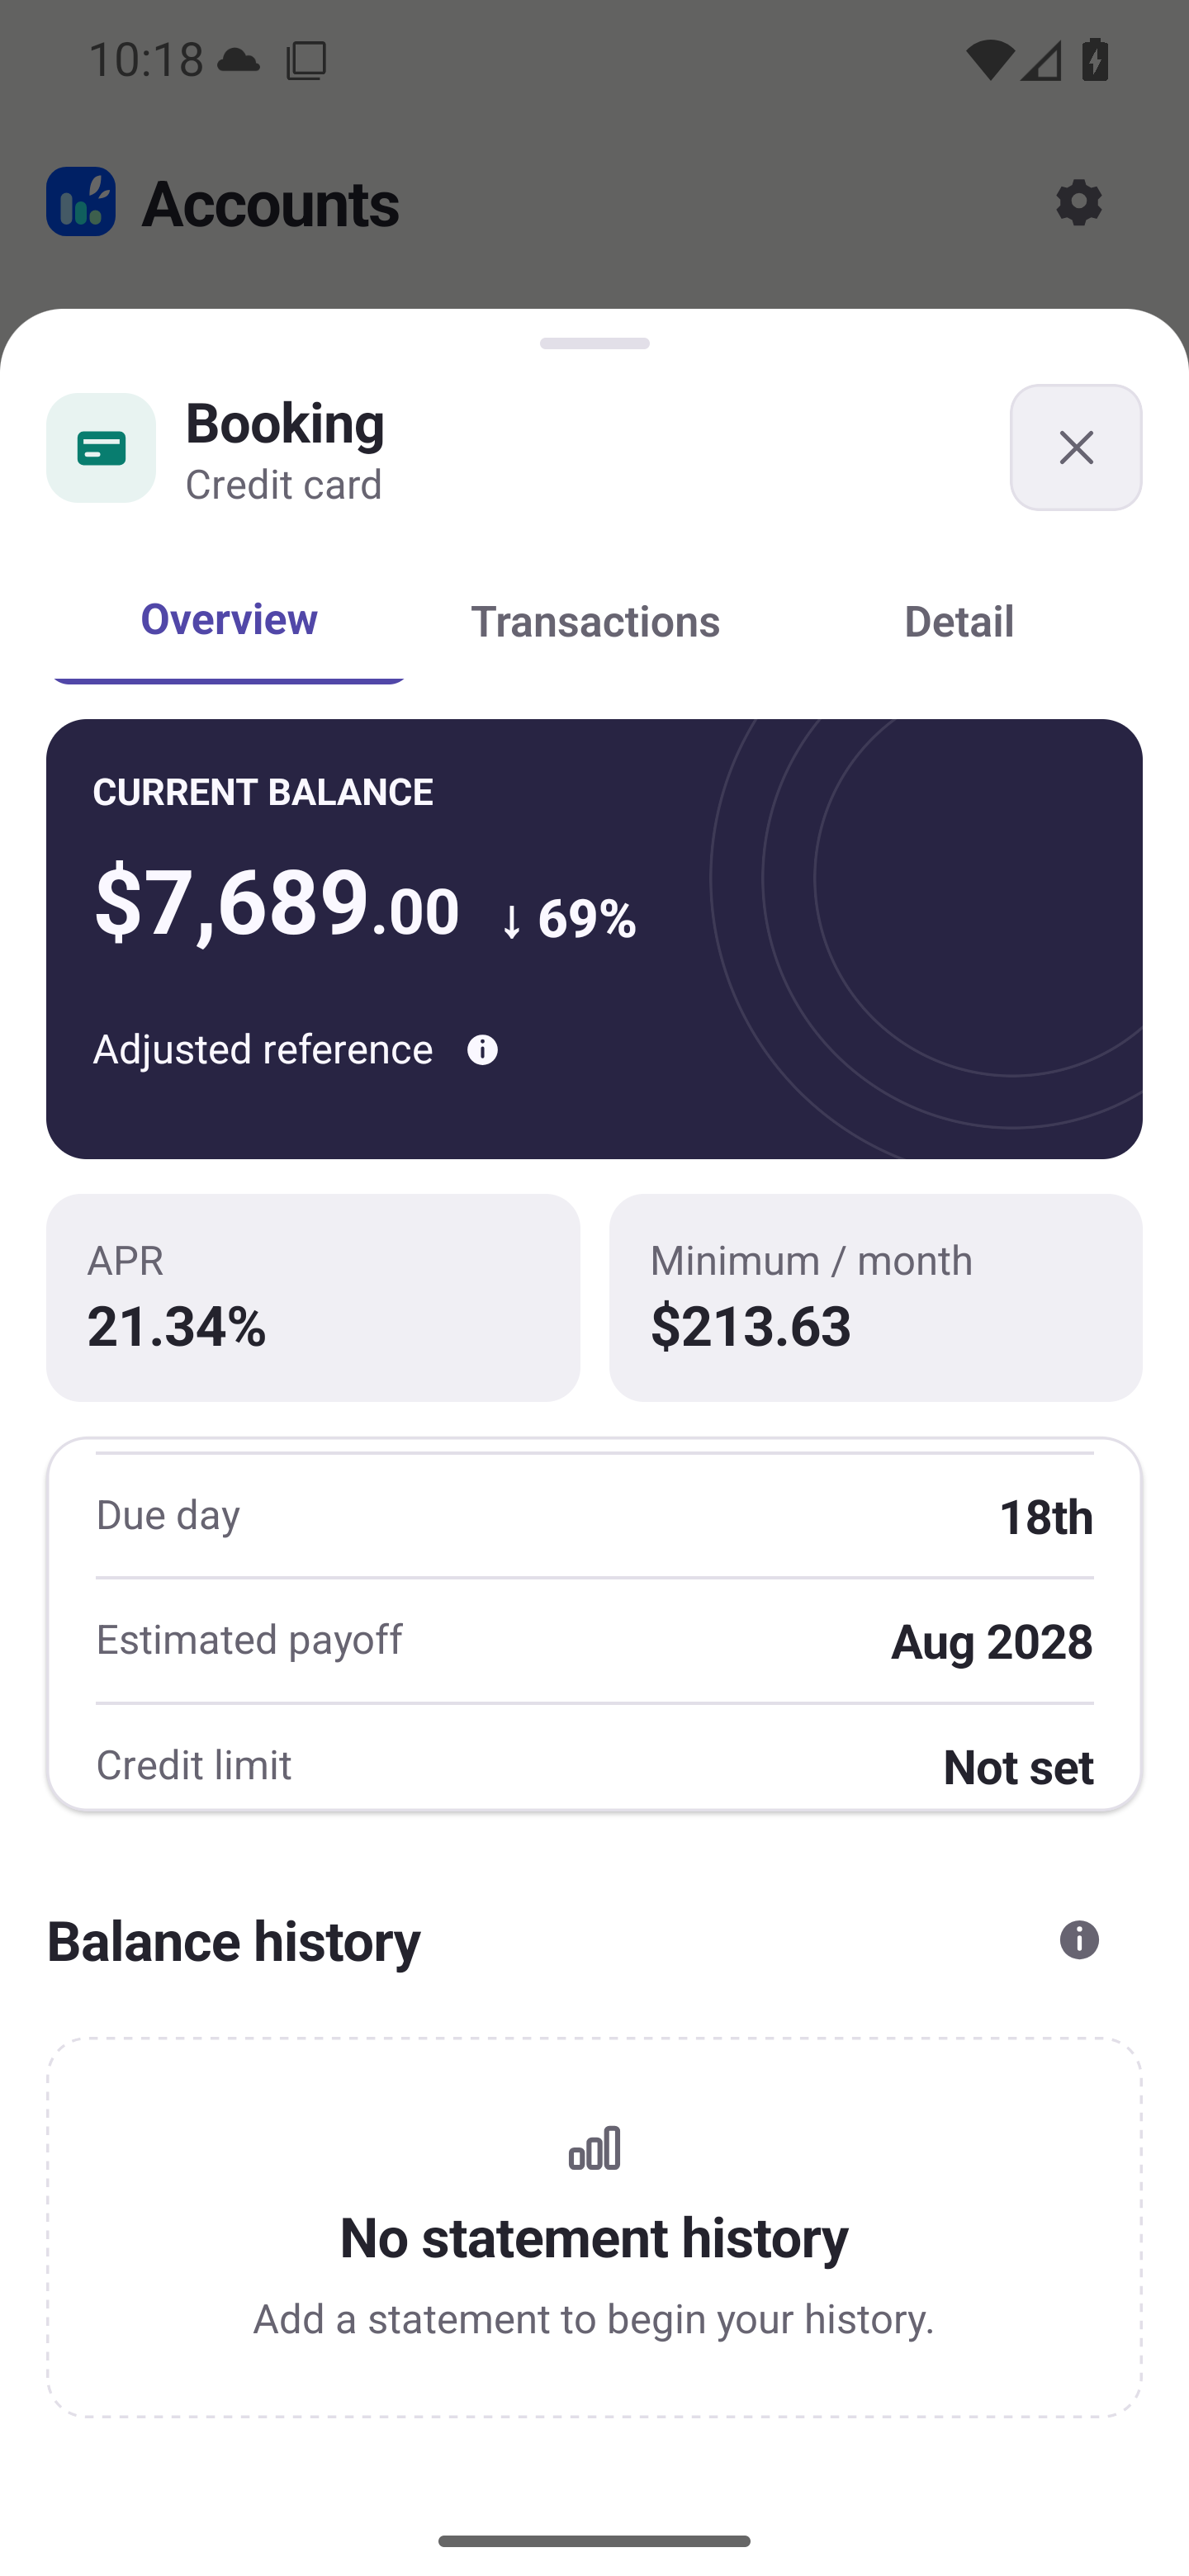 10:18
Accounts
Booking
Credit card
Overview Transactions Detail
CURRENT BALANCE
$7,689.00 ↓ 69%
Adjusted reference
APR
21.34%
Minimum / month
$213.63
Due day 18th
Estimated payoff Aug 2028
Credit limit Not set
Balance history
No statement history
Add a statement to begin your history.